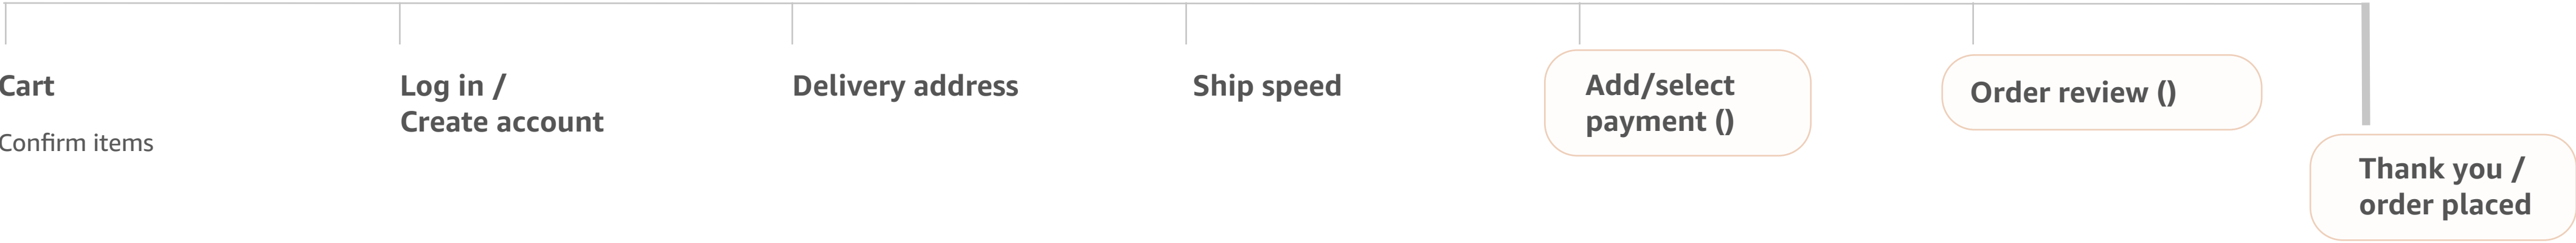 Cart
Confirm items
Log in /
Create account
Delivery address
Ship speed
Add/select
payment ()
Order review ()
Thank you /
order placed